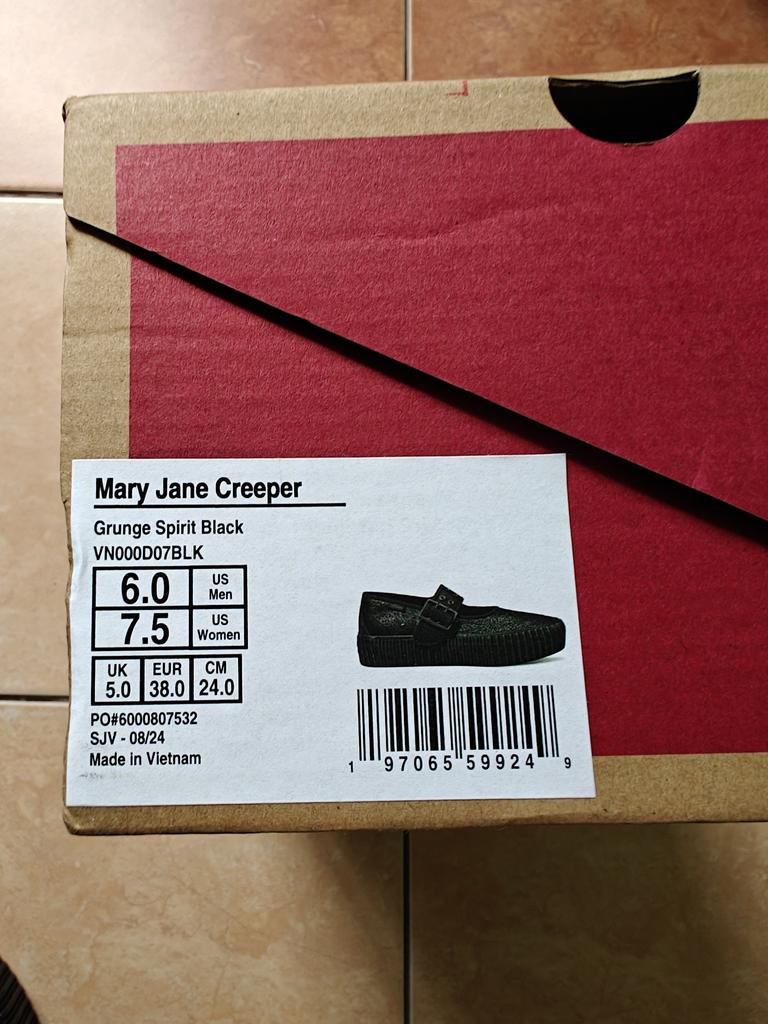 Mary Jane Creeper
Grunge Spirit Black
VN000D07BLK
6.0 US Men
7.5 US Women
UK EUR CM
5.0 38.0 24.0
PO#6000807532
SJV - 08/24
Made in Vietnam
1 97065 59924 9